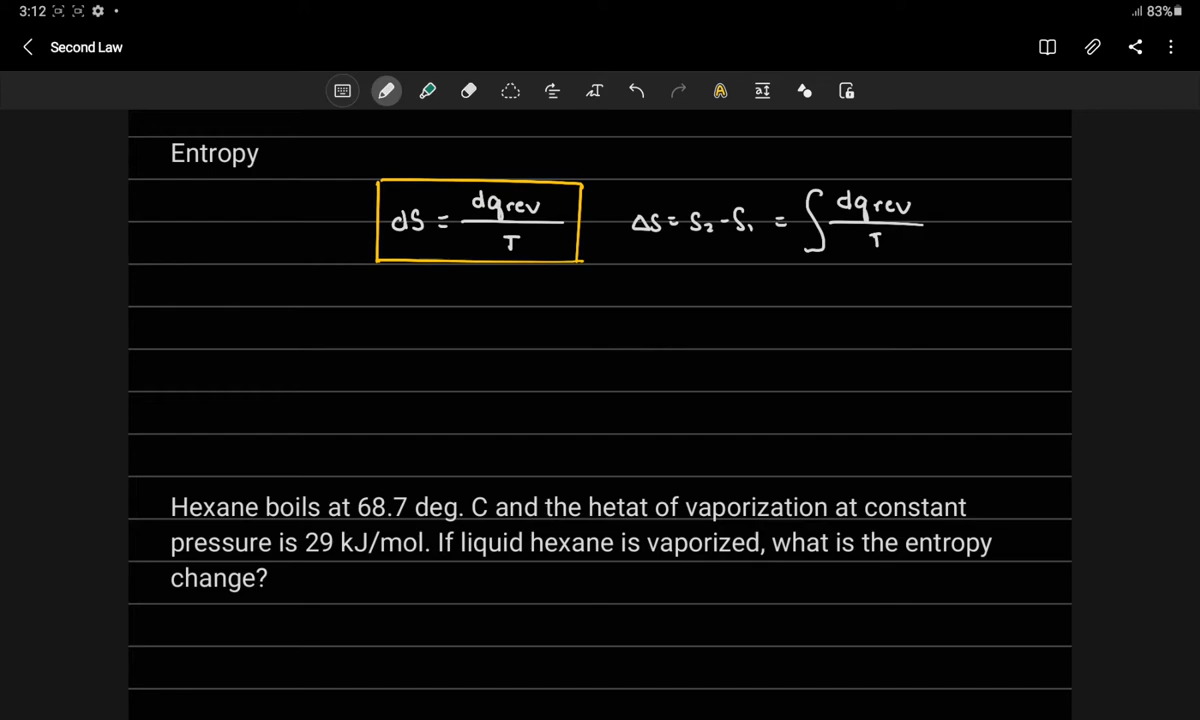 3:12
83%
Second Law
Entropy
dS = dqrev / T
ΔS = S₂ - S₁ = ∫ dqrev / T
Hexane boils at 68.7 deg. C and the hetat of vaporization at constant
pressure is 29 kJ/mol. If liquid hexane is vaporized, what is the entropy
change?